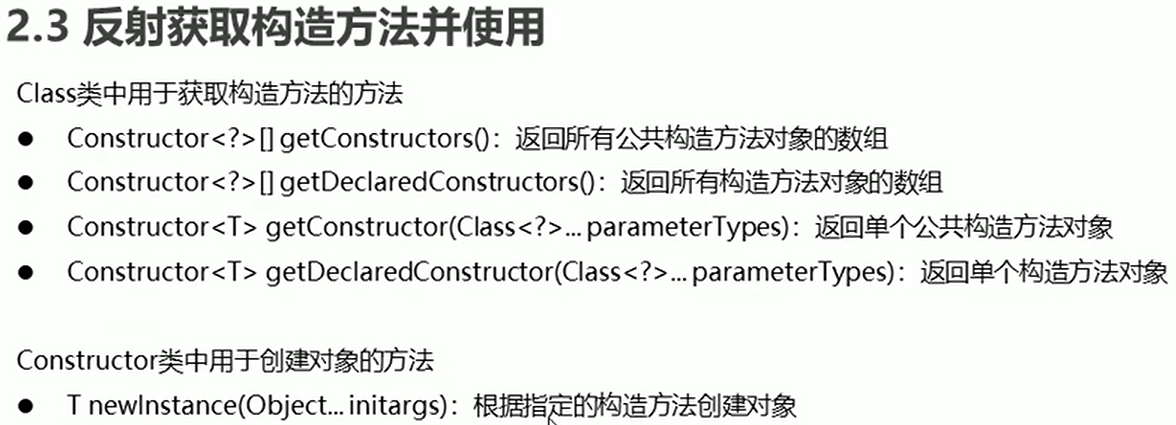 2.3 反射获取构造方法并使用
Class类中用于获取构造方法的方法
● Constructor<?>[] getConstructors()：返回所有公共构造方法对象的数组
● Constructor<?>[] getDeclaredConstructors()：返回所有构造方法对象的数组
● Constructor<T> getConstructor(Class<?>... parameterTypes)：返回单个公共构造方法对象
● Constructor<T> getDeclaredConstructor(Class<?>... parameterTypes)：返回单个构造方法对象
Constructor类中用于创建对象的方法
● T newInstance(Object... initargs)：根据指定的构造方法创建对象